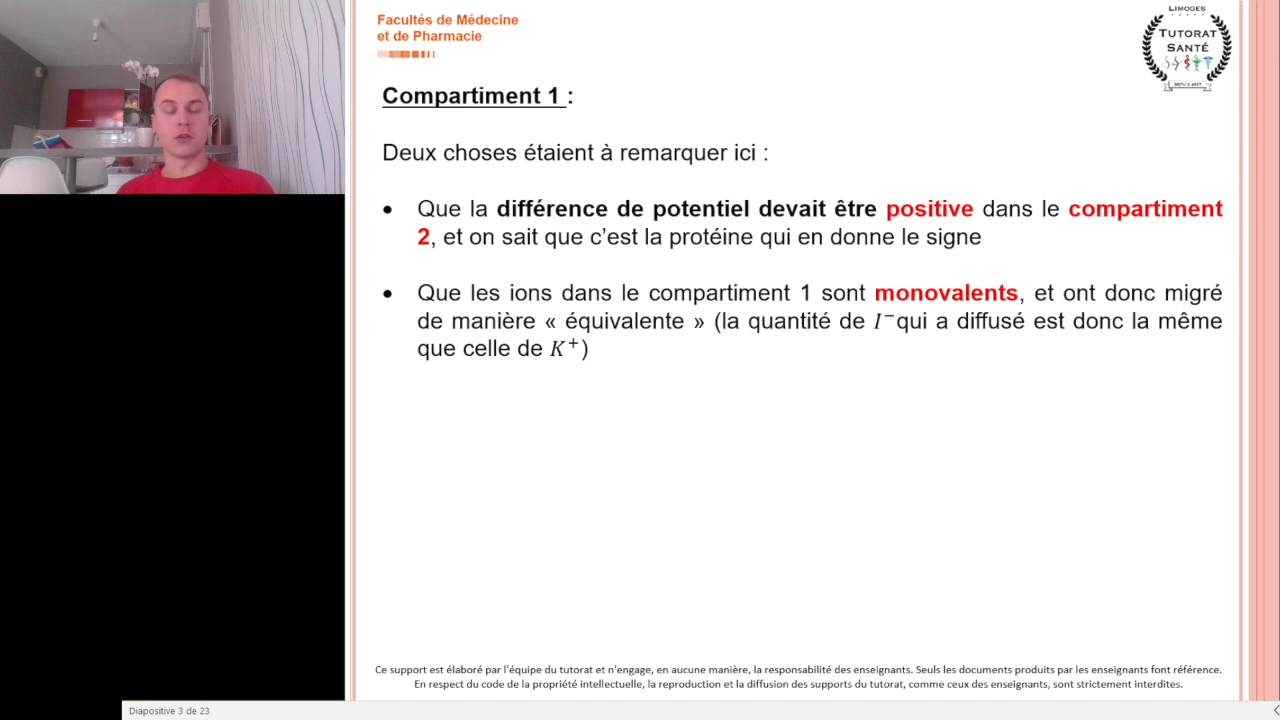 Facultés de Médecine
et de Pharmacie
LIMOGES
TUTORAT
SANTÉ
DEPUIS 2007
Compartiment 1 :
Deux choses étaient à remarquer ici :
• Que la différence de potentiel devait être positive dans le compartiment
2, et on sait que c’est la protéine qui en donne le signe
• Que les ions dans le compartiment 1 sont monovalents, et ont donc migré
de manière « équivalente » (la quantité de I⁻qui a diffusé est donc la même
que celle de K⁺)
Ce support est élaboré par l'équipe du tutorat et n'engage, en aucune manière, la responsabilité des enseignants. Seuls les documents produits par les enseignants font référence.
En respect du code de la propriété intellectuelle, la reproduction et la diffusion des supports du tutorat, comme ceux des enseignants, sont strictement interdites.
Diapositive 3 de 23